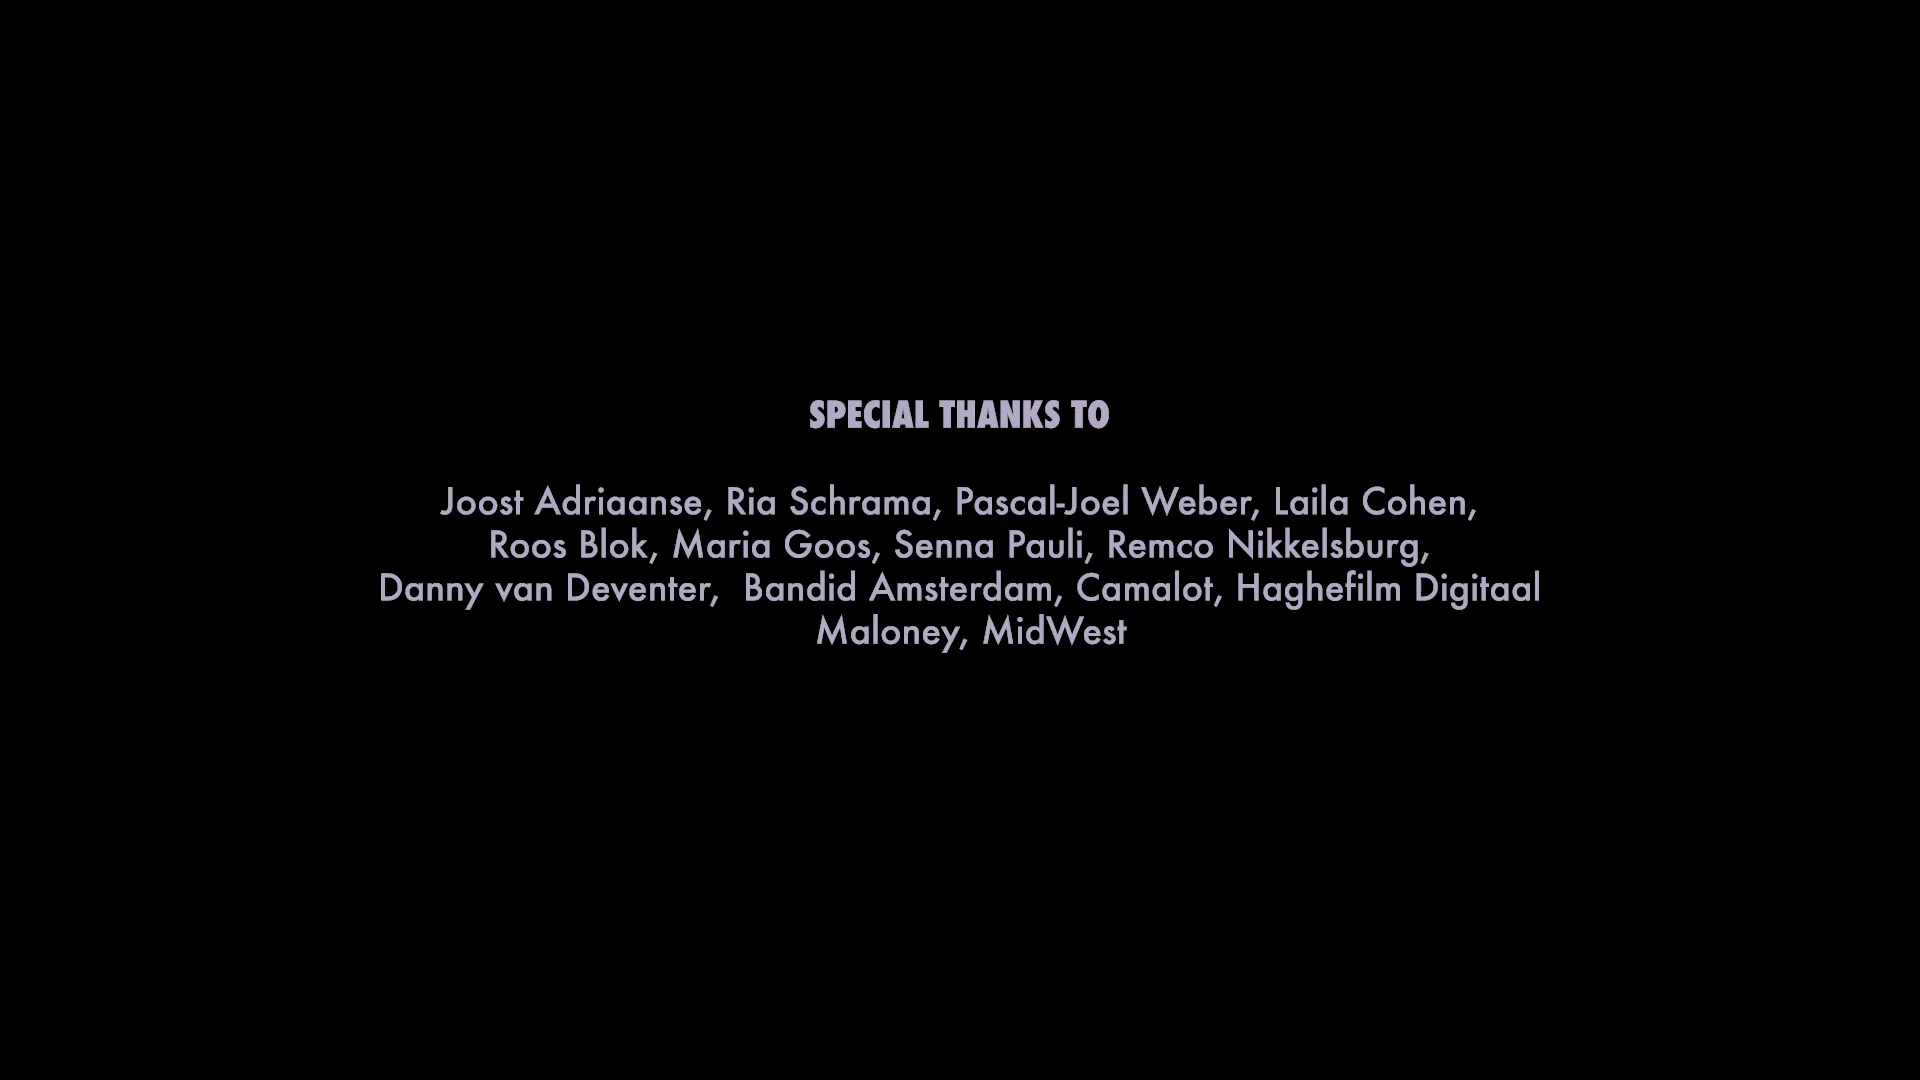 SPECIAL THANKS TO
Joost Adriaanse, Ria Schrama, Pascal-Joel Weber, Laila Cohen,
Roos Blok, Maria Goos, Senna Pauli, Remco Nikkelsburg,
Danny van Deventer,  Bandid Amsterdam, Camalot, Haghefilm Digitaal
Maloney, MidWest